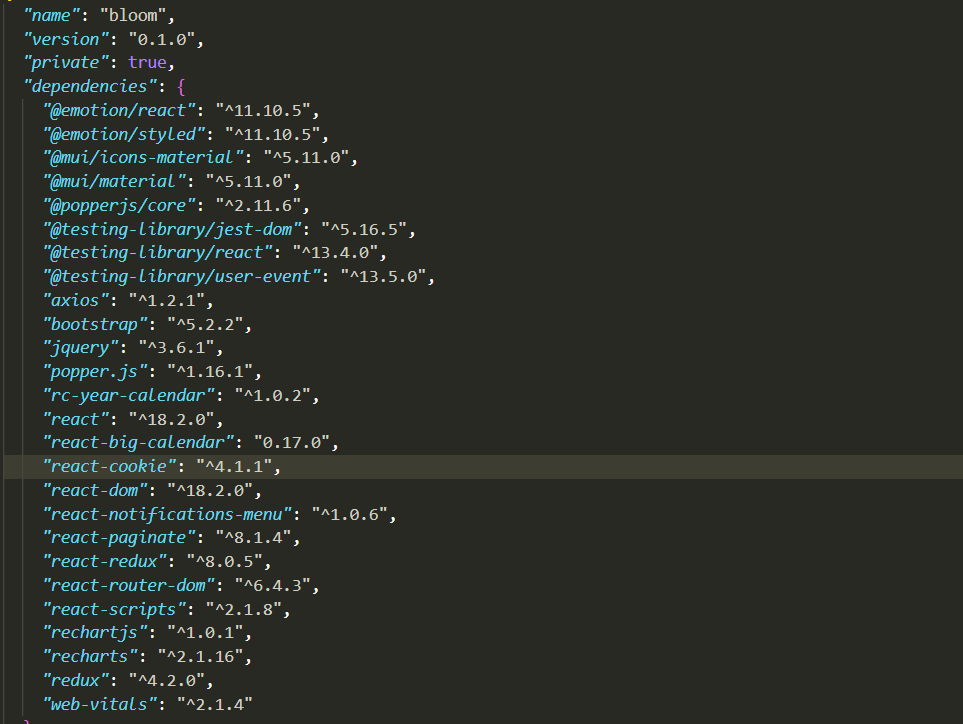 "name": "bloom",
"version": "0.1.0",
"private": true,
"dependencies": {
"@emotion/react": "^11.10.5",
"@emotion/styled": "^11.10.5",
"@mui/icons-material": "^5.11.0",
"@mui/material": "^5.11.0",
"@popperjs/core": "^2.11.6",
"@testing-library/jest-dom": "^5.16.5",
"@testing-library/react": "^13.4.0",
"@testing-library/user-event": "^13.5.0",
"axios": "^1.2.1",
"bootstrap": "^5.2.2",
"jquery": "^3.6.1",
"popper.js": "^1.16.1",
"rc-year-calendar": "^1.0.2",
"react": "^18.2.0",
"react-big-calendar": "0.17.0",
"react-cookie": "^4.1.1",
"react-dom": "^18.2.0",
"react-notifications-menu": "^1.0.6",
"react-paginate": "^8.1.4",
"react-redux": "^8.0.5",
"react-router-dom": "^6.4.3",
"react-scripts": "^2.1.8",
"rechartjs": "^1.0.1",
"recharts": "^2.1.16",
"redux": "^4.2.0",
"web-vitals": "^2.1.4"